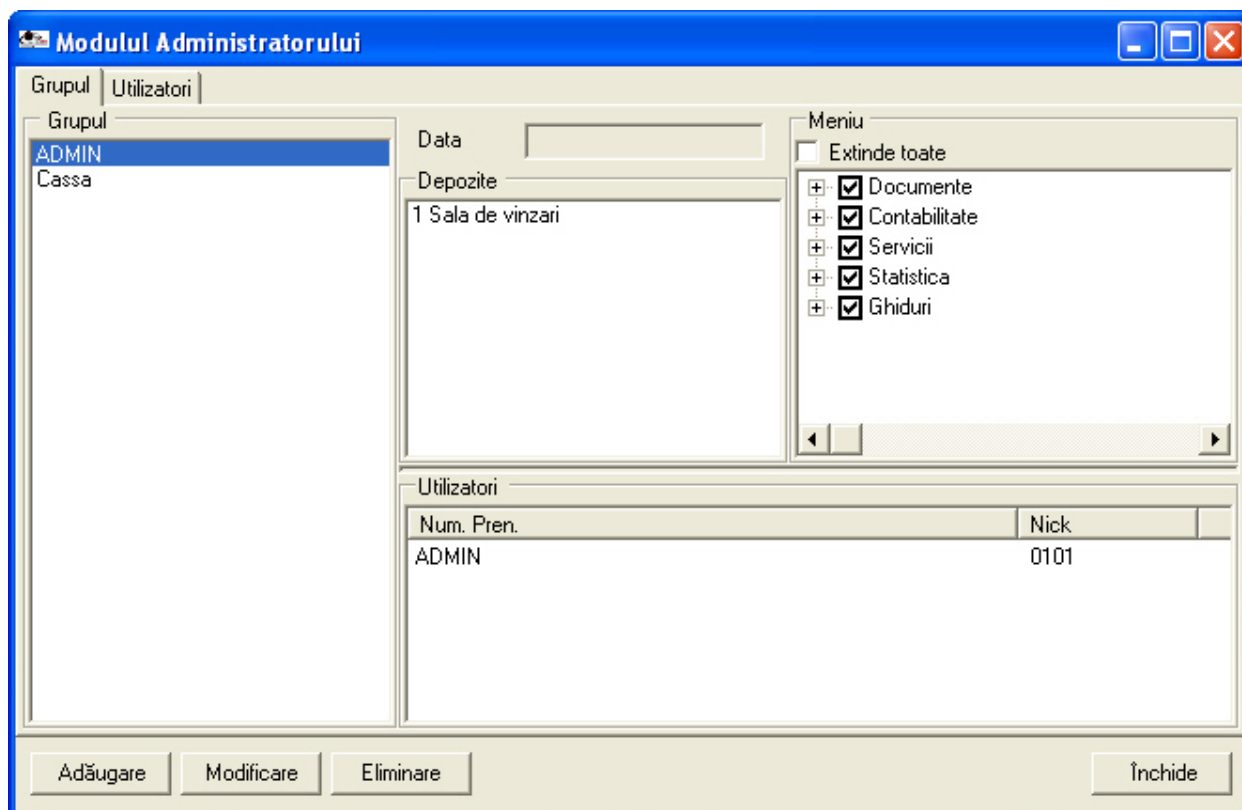 Modulul Administratorului
Grupul Utilizatori
Grupul
ADMIN
Cassa
Data
Depozite
1 Sala de vinzari
Meniu
Extinde toate
Documente
Contabilitate
Servicii
Statistica
Ghiduri
Utilizatori
Num. Pren. Nick
ADMIN 0101
Adăugare Modificare Eliminare Închide